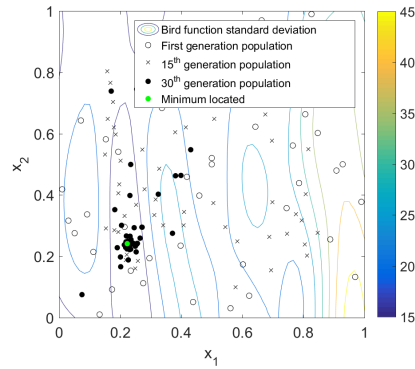 Bird function standard deviation
First generation population
15th generation population
30th generation population
Minimum located
1
0.8
0.6
0.4
0.2
0
x2
0
0.2
0.4
0.6
0.8
1
x1
45
40
35
30
25
20
15